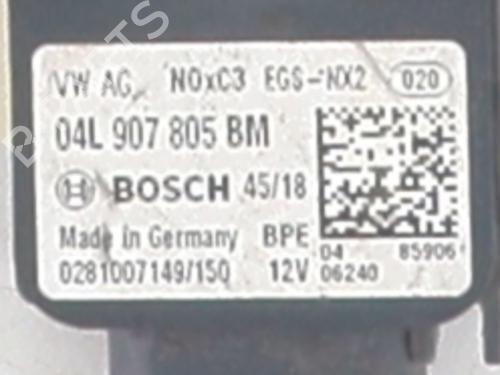 VW AG NOxC3 EGS-NX2 020
04L 907 805 BM
BOSCH 45/18
Made in Germany BPE
0281007149/150 12V
04 85906
06240